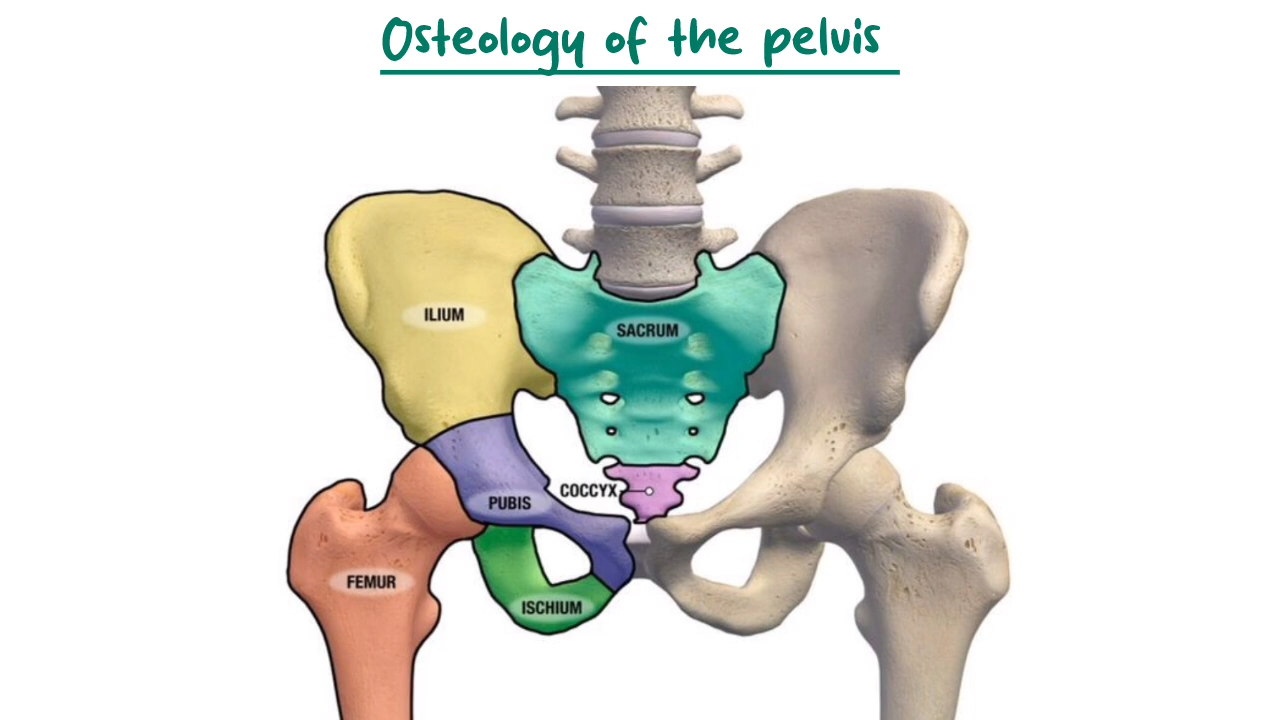 Osteology of the pelvis
ILIUM
SACRUM
COCCYX
PUBIS
FEMUR
ISCHIUM